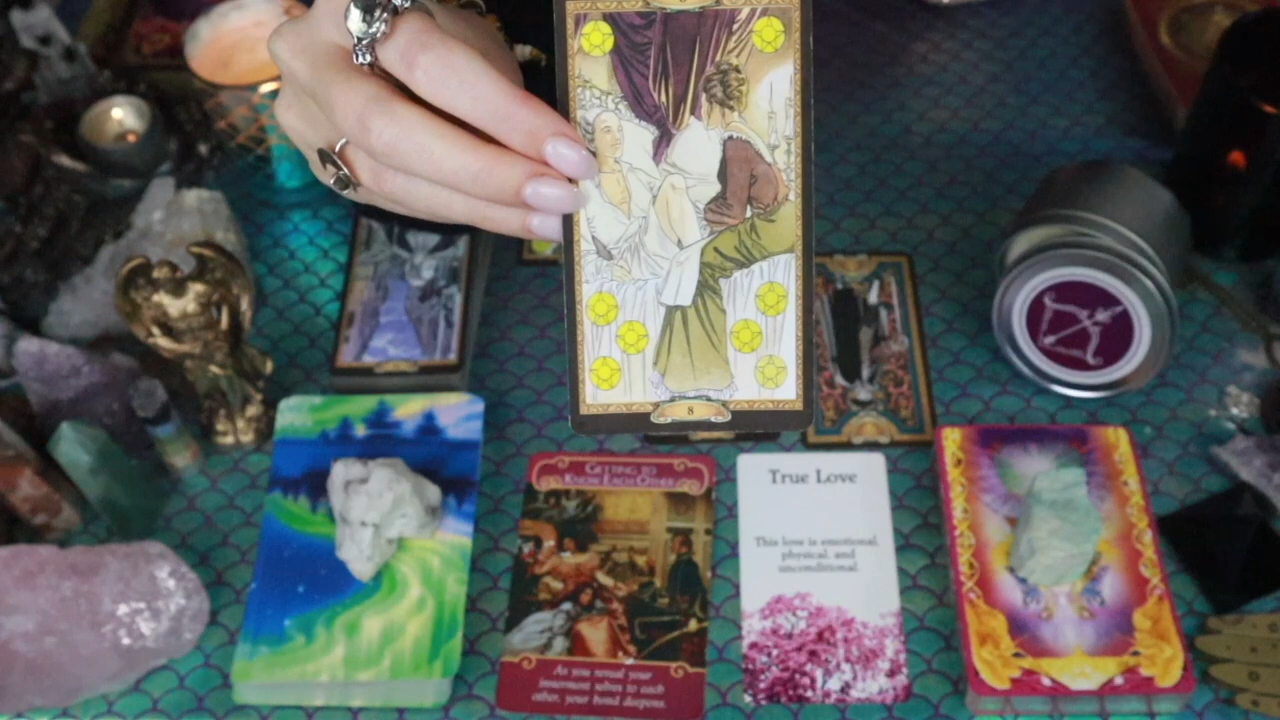 8
GETTING TO
KNOW EACH OTHER
As you reveal your
innermost selves to each
other, your bond deepens.
True Love
This love is emotional,
physical, and
unconditional.